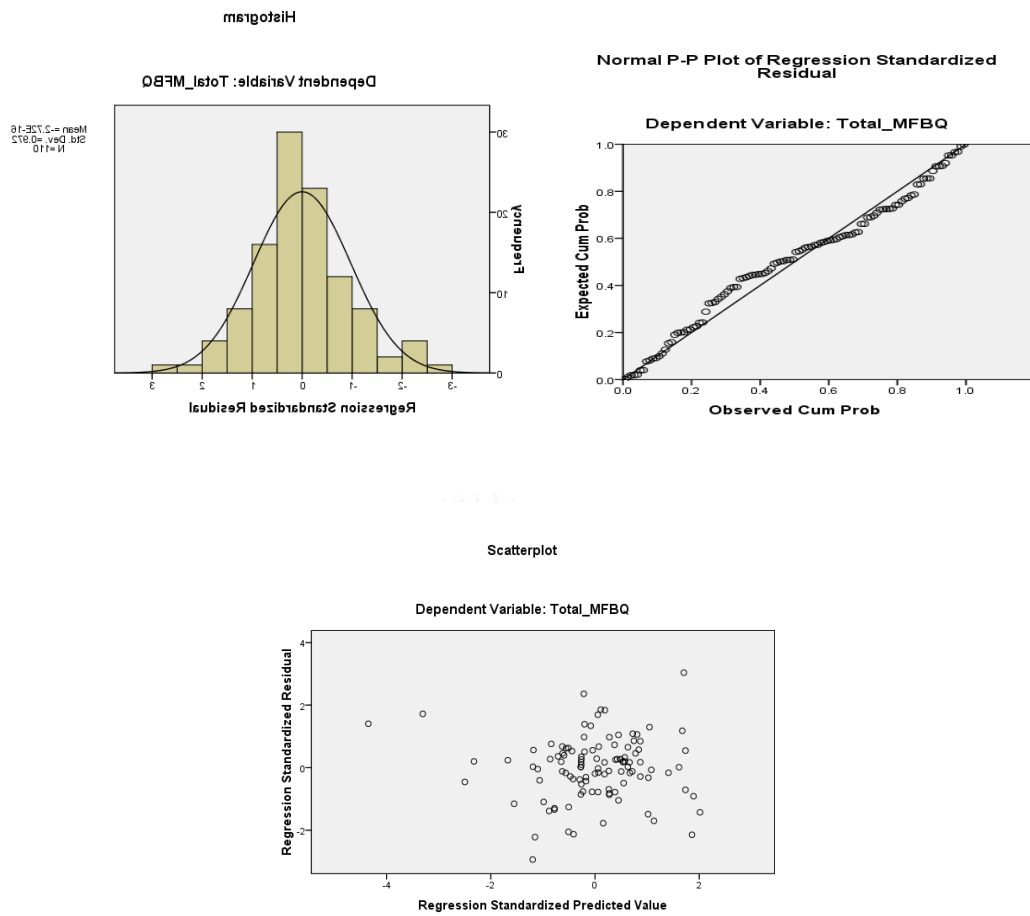 Histogram
Dependent Variable: Total_MFBQ
Mean =-2.72E-16
Std. Dev. =0.972
N =110
30
20
10
0
Frequency
3 2 1 0 -1 -2 -3
Regression Standardized Residual
Normal P-P Plot of Regression Standardized
Residual
Dependent Variable: Total_MFBQ
1.0
0.8
0.6
0.4
0.2
0.0
Expected Cum Prob
0.0 0.2 0.4 0.6 0.8 1.0
Observed Cum Prob
Scatterplot
Dependent Variable: Total_MFBQ
4
2
0
-2
Regression Standardized Residual
-4 -2 0 2
Regression Standardized Predicted Value